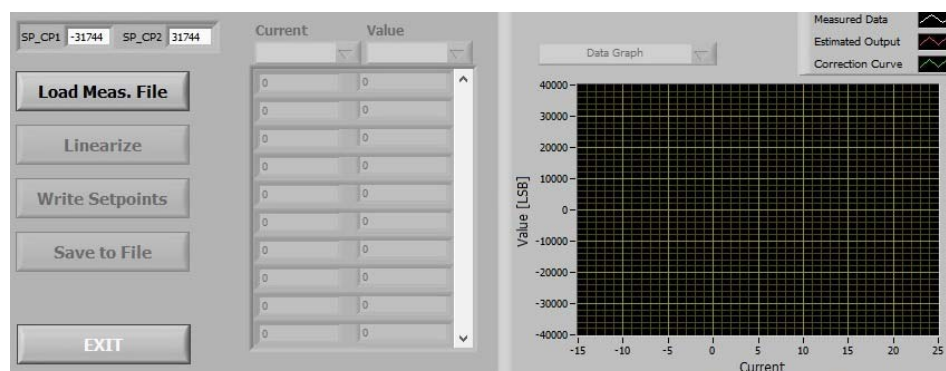 SP_CP1 -31744 SP_CP2 31744
Load Meas. File
Linearize
Write Setpoints
Save to File
EXIT
Current Value
0 0
0 0
0 0
0 0
0 0
0 0
0 0
0 0
0 0
0 0
Measured Data
Estimated Output
Correction Curve
Data Graph
Value [LSB]
40000
30000
20000
10000
0
-10000
-20000
-30000
-40000
-15 -10 -5 0 5 10 15 20 25
Current